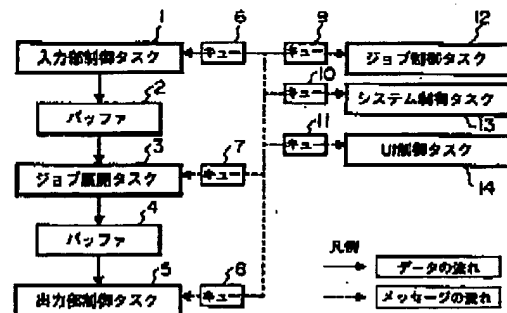 1
6
9
12
入力部制御タスク
キュー
キュー
ジョブ制御タスク
2
10
バッファ
キュー
システム制御タスク
3
7
11
13
ジョブ展開タスク
キュー
キュー
UI制御タスク
4
14
バッファ
凡例
5
8
データの流れ
出力部制御タスク
キュー
メッセージの流れ